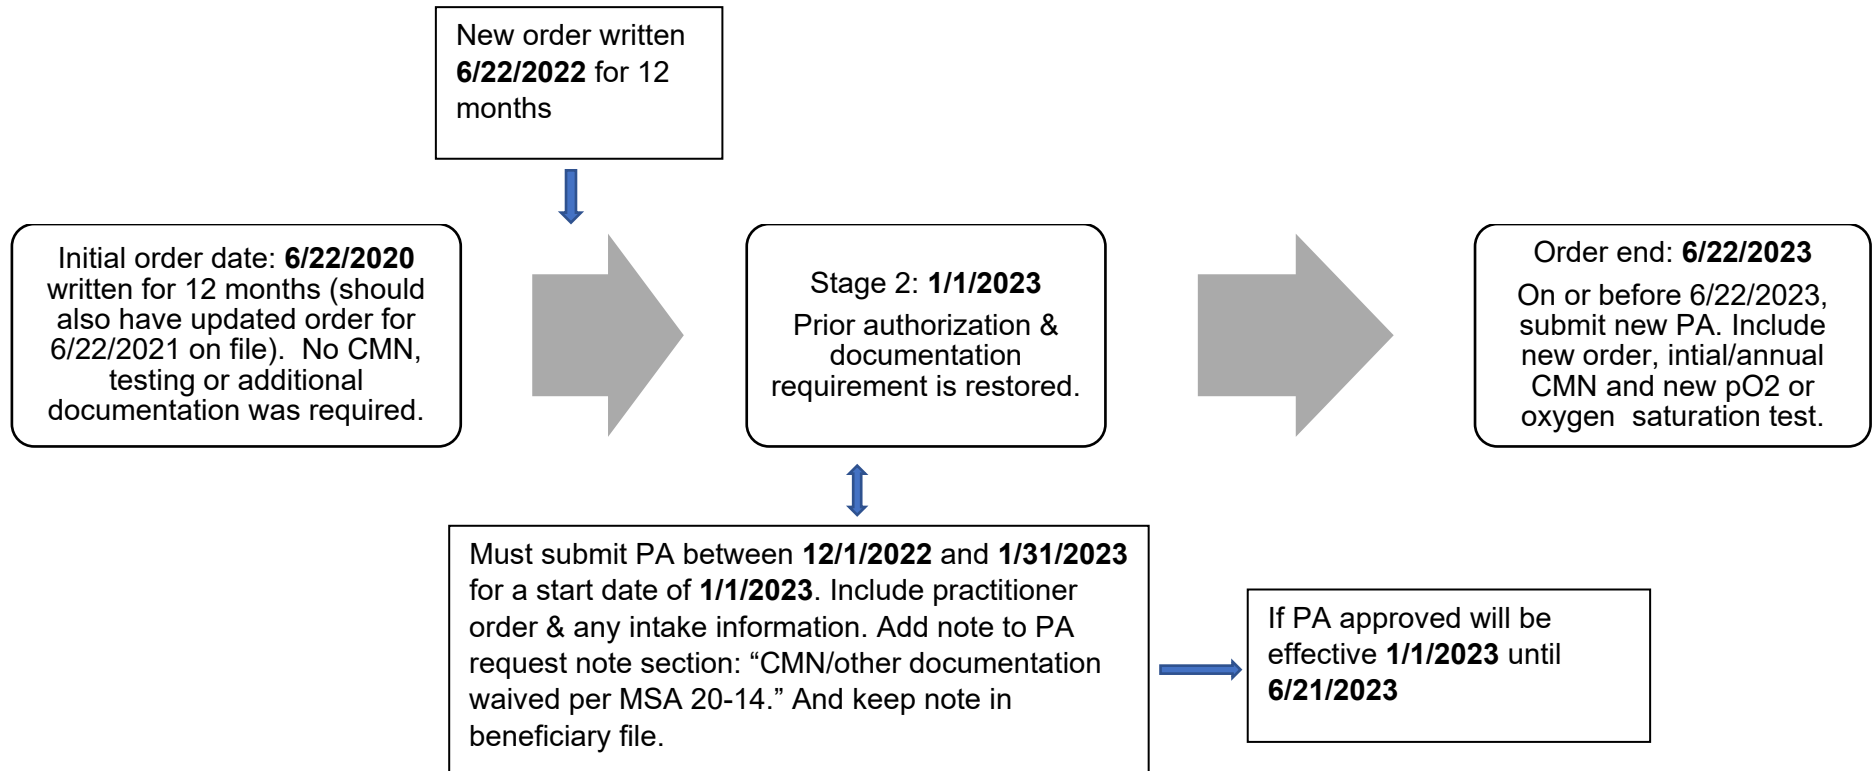 New order written
6/22/2022 for 12
months
Initial order date: 6/22/2020
written for 12 months (should
also have updated order for
6/22/2021 on file).  No CMN,
testing or additional
documentation was required.
Stage 2: 1/1/2023
Prior authorization &
documentation
requirement is restored.
Order end: 6/22/2023
On or before 6/22/2023,
submit new PA. Include
new order, intial/annual
CMN and new pO2 or
oxygen  saturation test.
Must submit PA between 12/1/2022 and 1/31/2023
for a start date of 1/1/2023. Include practitioner
order & any intake information. Add note to PA
request note section: “CMN/other documentation
waived per MSA 20-14.” And keep note in
beneficiary file.
If PA approved will be
effective 1/1/2023 until
6/21/2023